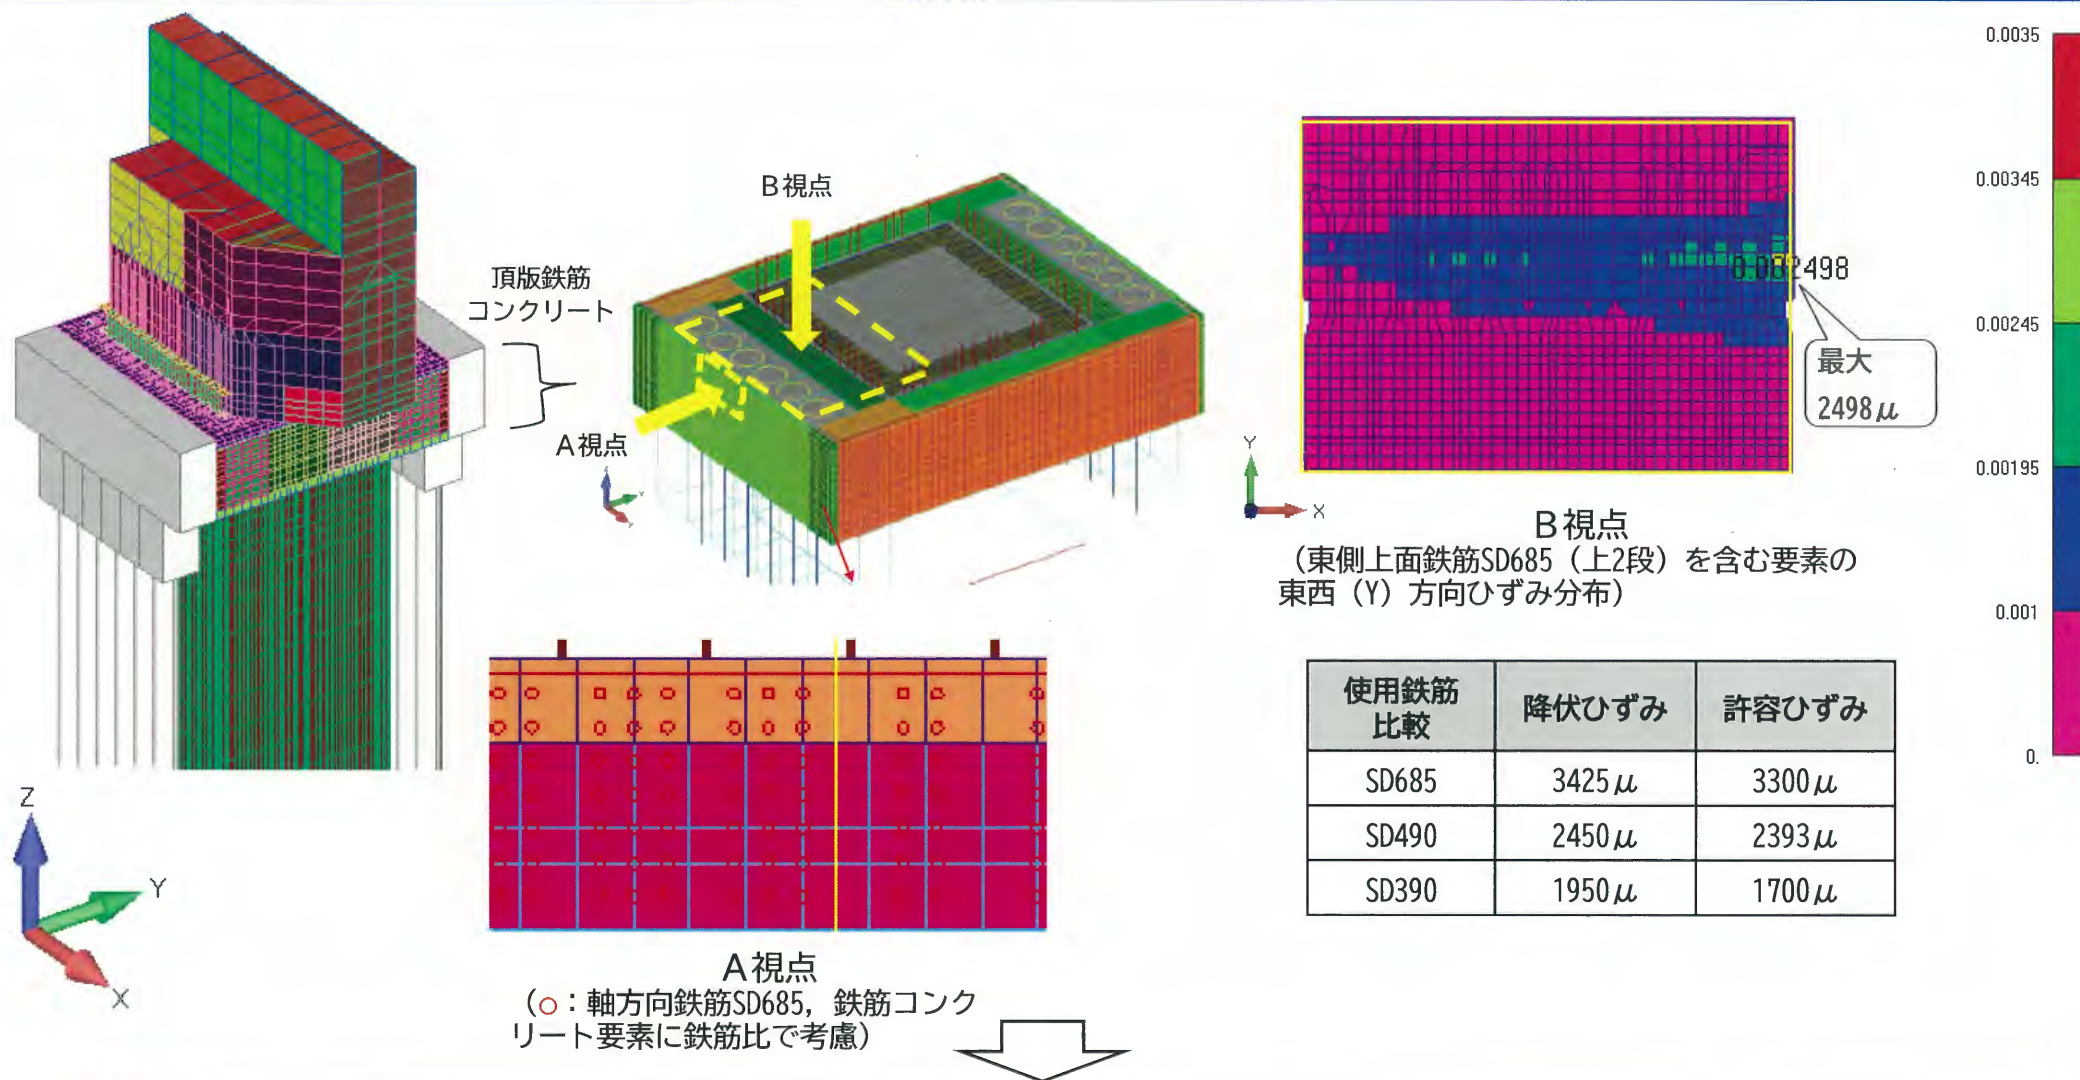 B視点
頂版鉄筋
コンクリート
A視点
Z
Y
X
A視点
(○：軸方向鉄筋SD685，鉄筋コンク
リート要素に鉄筋比で考慮)
0.002498
最大
2498μ
Y
X
B視点
(東側上面鉄筋SD685（上2段）を含む要素の
東西（Y）方向ひずみ分布)
使用鉄筋
比較
降伏ひずみ
許容ひずみ
SD685 3425μ 3300μ
SD490 2450μ 2393μ
SD390 1950μ 1700μ
0.0035
0.00345
0.00245
0.00195
0.001
0.